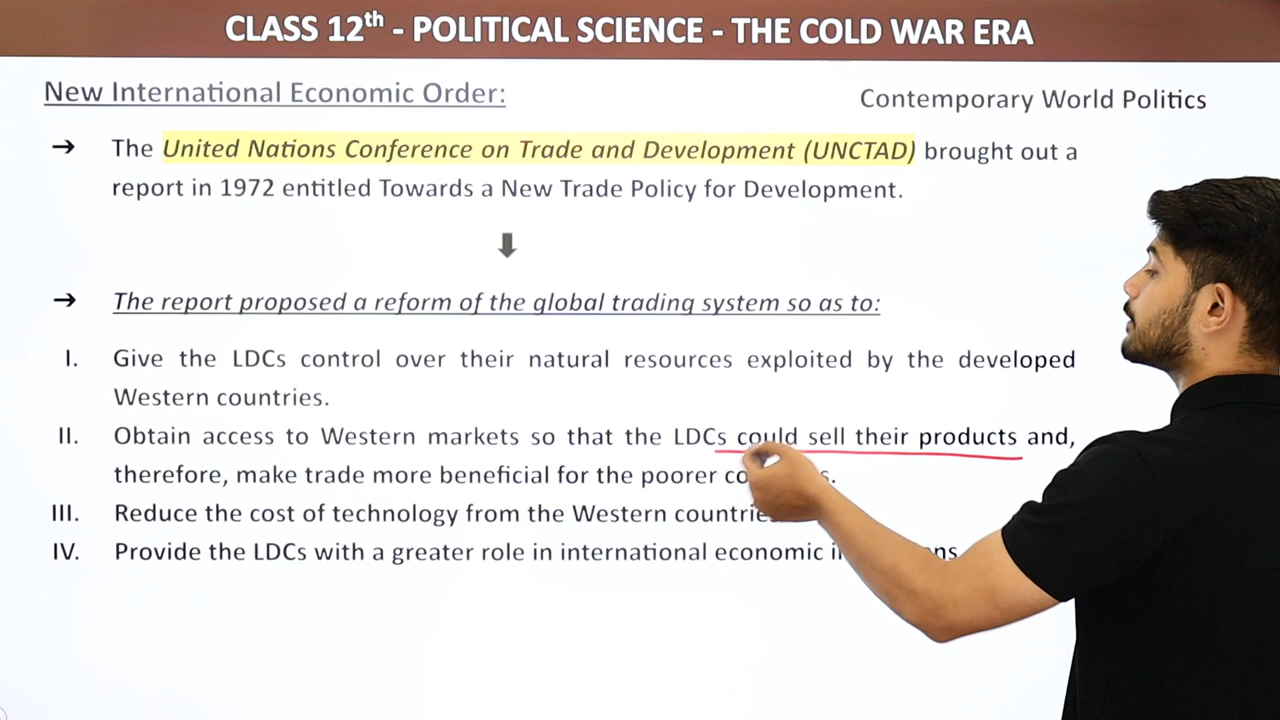 CLASS 12th - POLITICAL SCIENCE - THE COLD WAR ERA
New International Economic Order:
Contemporary World Politics
➔ The United Nations Conference on Trade and Development (UNCTAD) brought out a
report in 1972 entitled Towards a New Trade Policy for Development.
➔ The report proposed a reform of the global trading system so as to:
I. Give the LDCs control over their natural resources exploited by the developed
Western countries.
II. Obtain access to Western markets so that the LDCs could sell their products and,
therefore, make trade more beneficial for the poorer
III. Reduce the cost of technology from the Western
IV. Provide the LDCs with a greater role in international economic